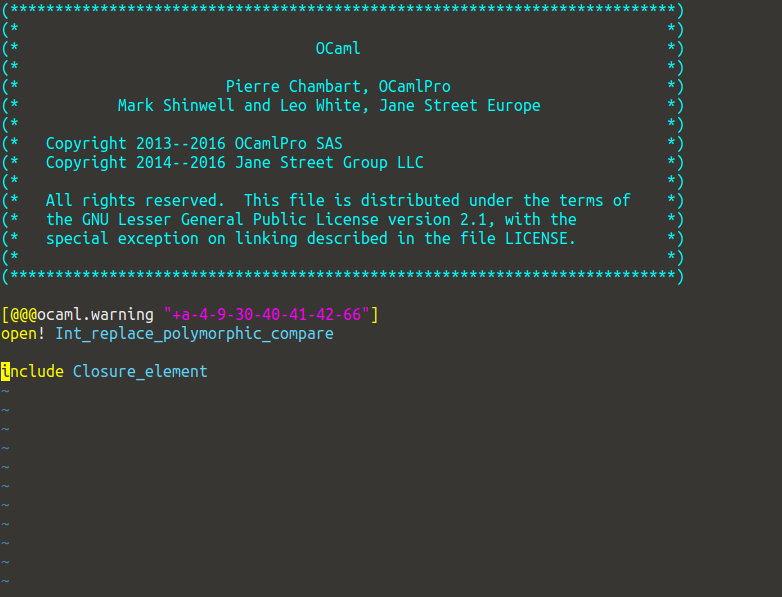 (**************************************************************************)
(*                                                                        *)
(*                                 OCaml                                  *)
(*                                                                        *)
(*                       Pierre Chambart, OCamlPro                        *)
(*           Mark Shinwell and Leo White, Jane Street Europe              *)
(*                                                                        *)
(*   Copyright 2013--2016 OCamlPro SAS                                    *)
(*   Copyright 2014--2016 Jane Street Group LLC                           *)
(*                                                                        *)
(*   All rights reserved.  This file is distributed under the terms of    *)
(*   the GNU Lesser General Public License version 2.1, with the          *)
(*   special exception on linking described in the file LICENSE.          *)
(*                                                                        *)
(**************************************************************************)

[@@@ocaml.warning "+a-4-9-30-40-41-42-66"]
open! Int_replace_polymorphic_compare

include Closure_element
~
~
~
~
~
~
~
~
~
~
~